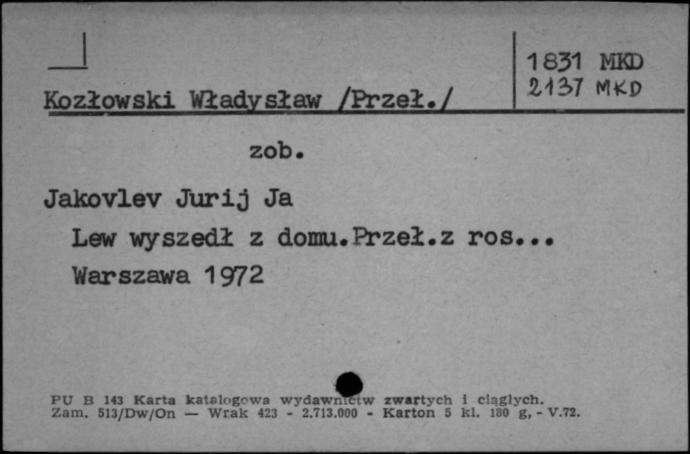 1831 MKD
2137 MKD
Kozłowski Władysław /Przeł./
zob.
Jakovlev Jurij Ja
Lew wyszedł z domu.Przeł.z ros...
Warszawa 1972
PU B 143 Karta katalogowa wydawnictw zwartych i ciągłych.
Zam. 513/Dw/On — Wrak 423 - 2.713.000 - Karton 5 kl. 180 g, - V.72.